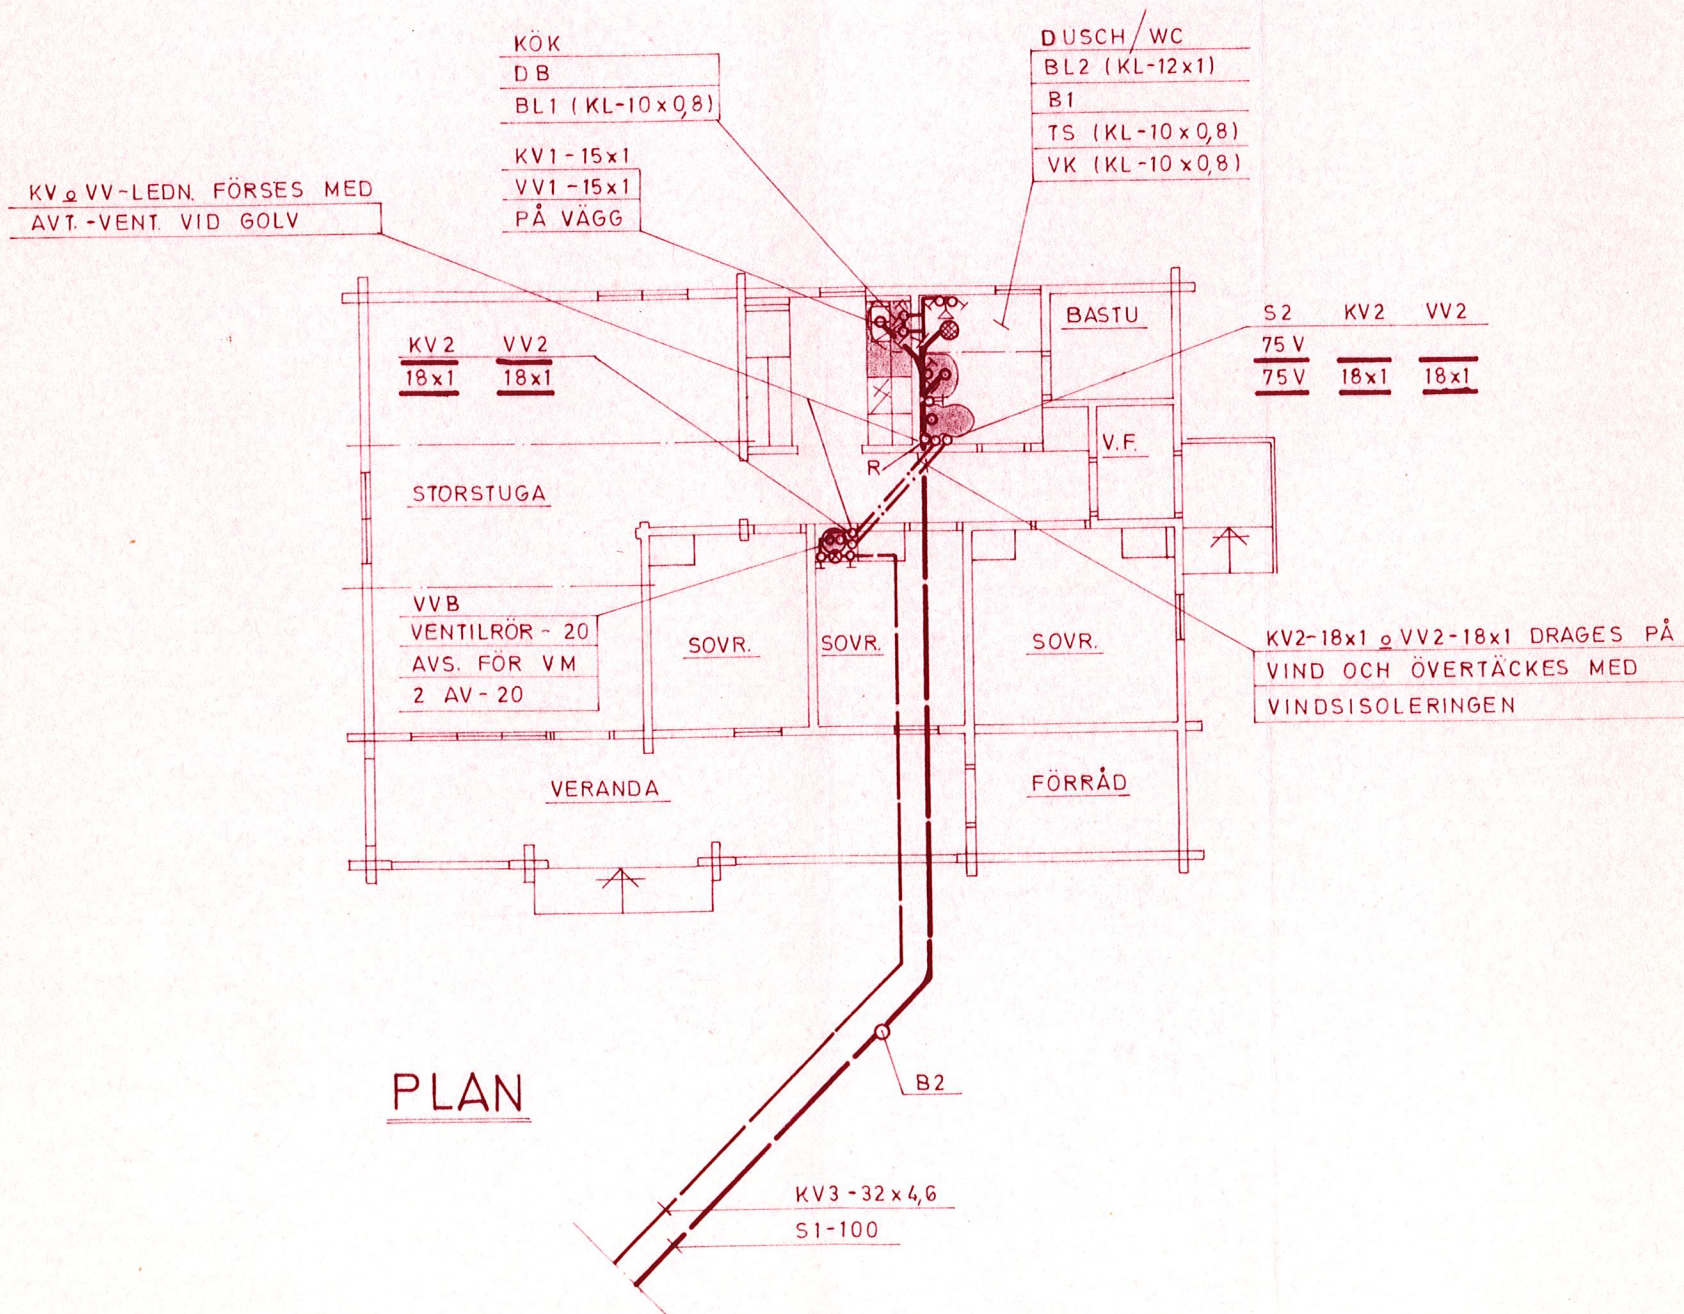 KÖK
DB
BL1 (KL-10x0,8)
DUSCH/WC
BL2 (KL-12x1)
B1
TS (KL-10x0,8)
VK (KL-10x0,8)
KV1-15x1
VV1-15x1
PÅ VÄGG
KV o VV-LEDN. FÖRSES MED
AVT.-VENT. VID GOLV
BASTU
S2 KV2 VV2
75 V
75 V 18x1 18x1
KV2 VV2
18x1 18x1
V.F.
R
STORSTUGA
VVB
VENTILRÖR-20
AVS. FÖR VM
2 AV-20
SOVR.
SOVR.
SOVR.
KV2-18x1 o VV2-18x1 DRAGES PÅ
VIND OCH ÖVERTÄCKES MED
VINDSISOLERINGEN
VERANDA
FÖRRÅD
B2
PLAN
KV3-32x4,6
S1-100